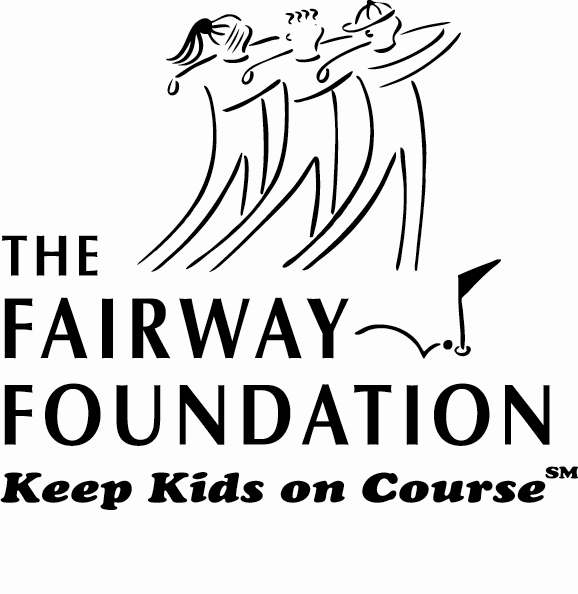 THE
FAIRWAY
FOUNDATION
Keep Kids on Course℠